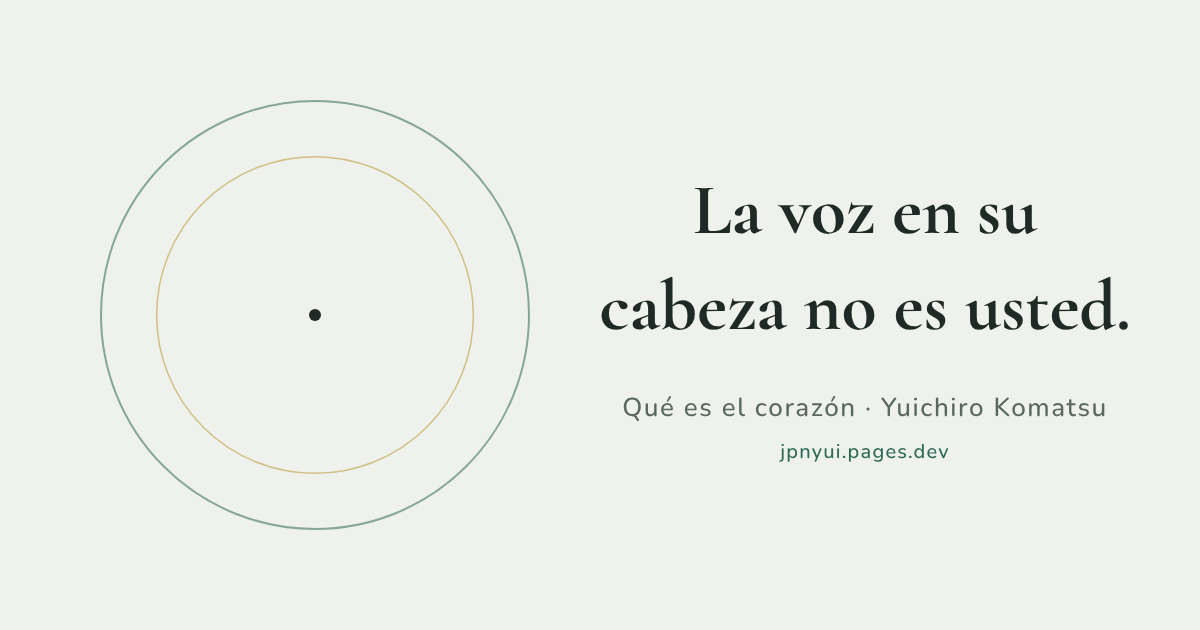 La voz en su
cabeza no es usted.
Qué es el corazón · Yuichiro Komatsu
jpnyui.pages.dev